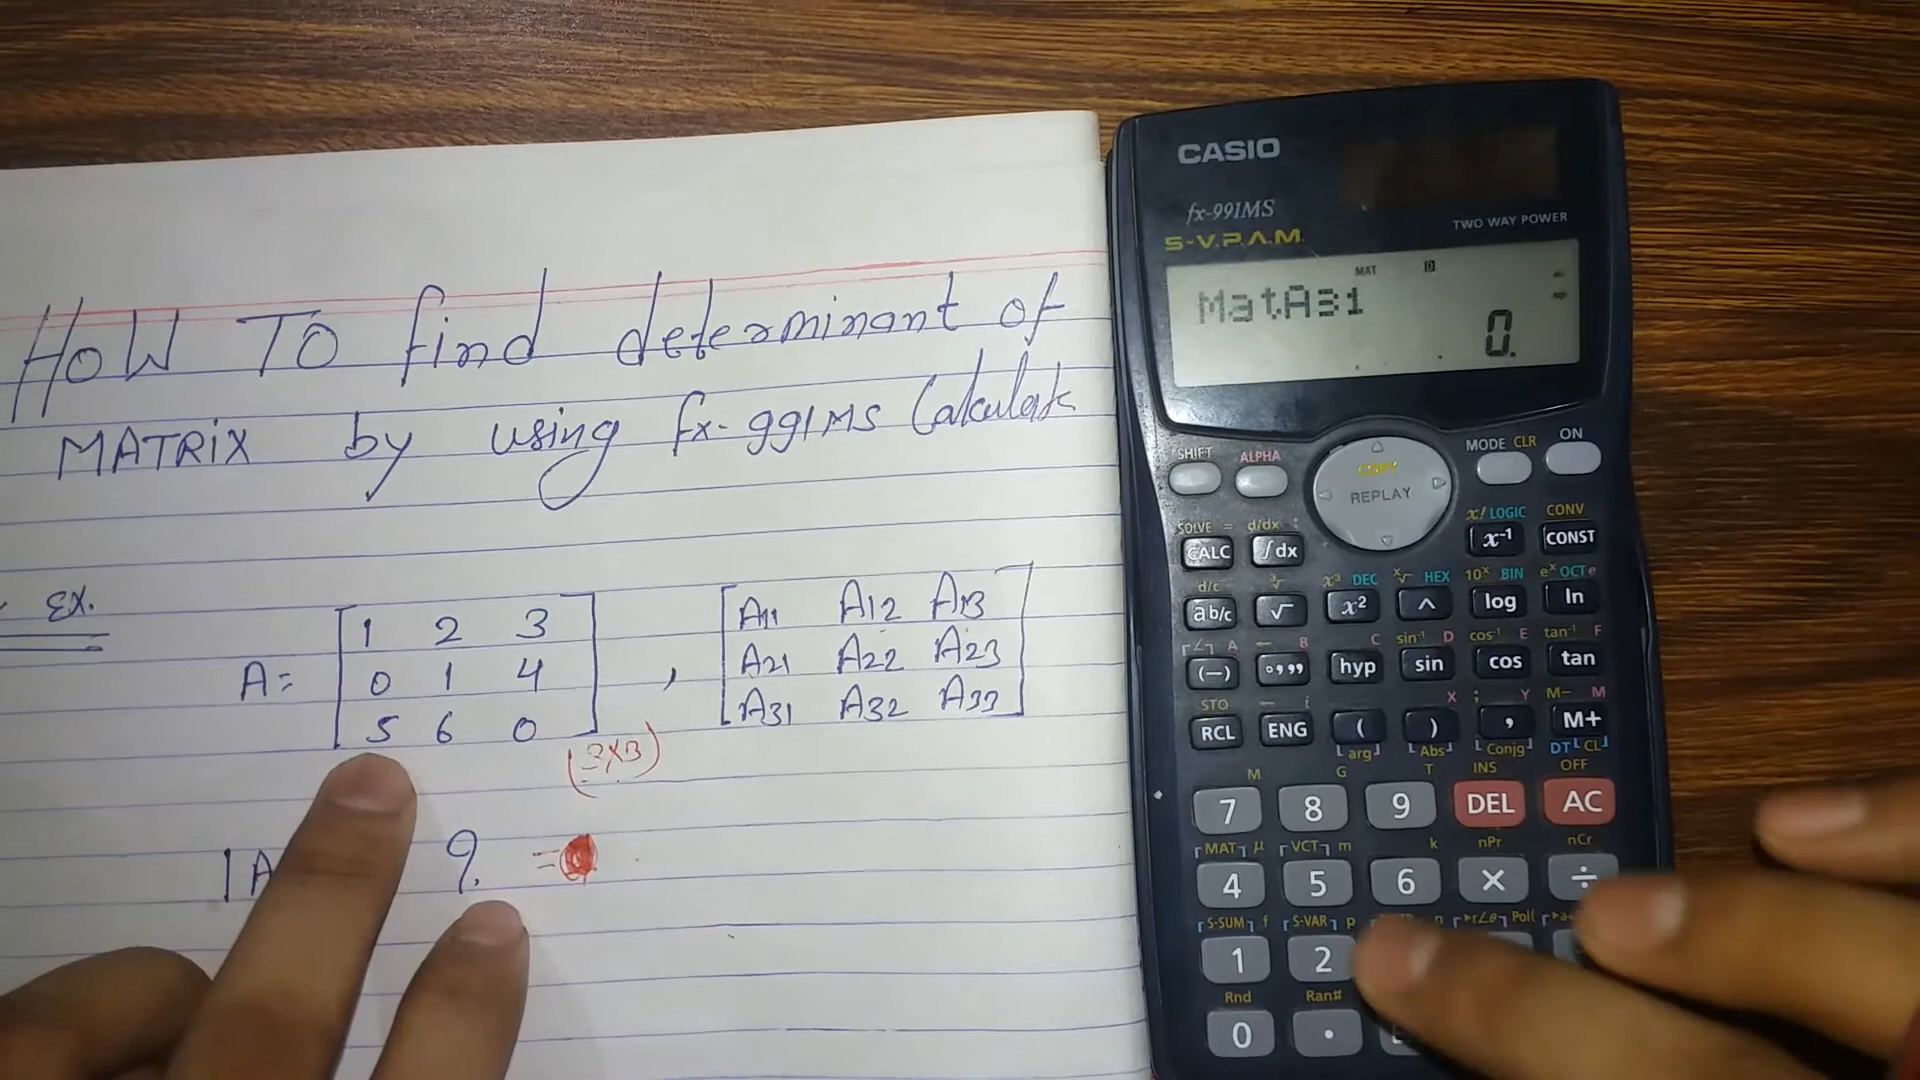 HOW TO find determinant of
MATRIX by using fx-991MS Calculat
Ex.
A= 1 2 3
0 1 4
5 6 0
(3×3)
, A11 A12 A13
A21 A22 A23
A31 A32 A33
|A ? =
CASIO
fx-991MS
S-V.P.A.M.
TWO WAY POWER
MAT D
MatA31
0.
SHIFT ALPHA MODE CLR ON
COPY
REPLAY
SOLVE = d/dx : x! LOGIC CONV
CALC ∫dx x⁻¹ CONST
d/c ³√ x³ DEC ˣ√ HEX 10ˣ BIN eˣ OCT e
ab/c √ x² ^ log ln
∠ A ← B C sin⁻¹ D cos⁻¹ E tan⁻¹ F
(−) °,,, hyp sin cos tan
STO ← i X ; Y M− M
RCL ENG ( ) , M+
arg Abs Conjg DT CL
M G T INS OFF
7 8 9 DEL AC
MAT μ VCT m k nPr nCr
4 5 6 × ÷
S-SUM f S-VAR p n ▸r∠θ Pol( ▸a
1 2
Rnd Ran#
0 •